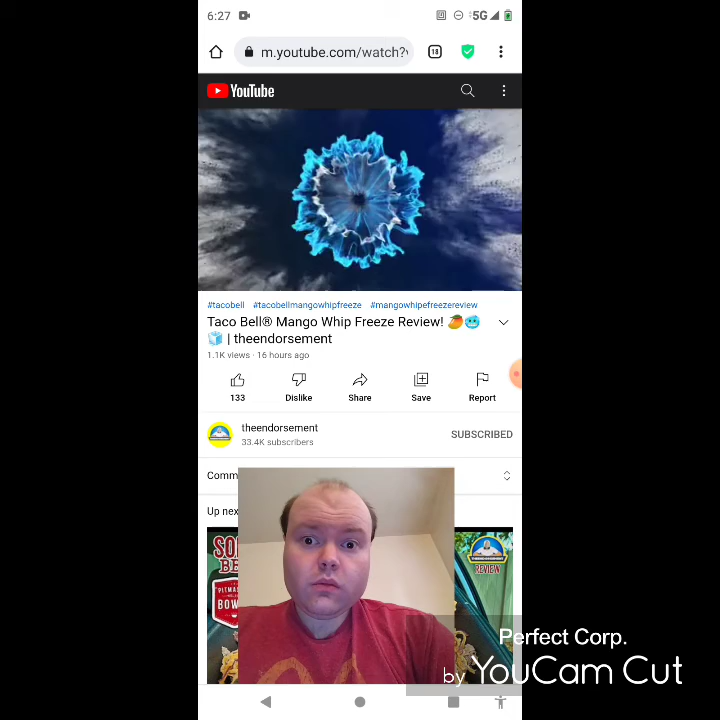 6:27 5G
m.youtube.com/watch?v 18
YouTube
#tacobell #tacobellmangowhipfreeze #mangowhipefreezereview
Taco Bell® Mango Whip Freeze Review! 🥭🥶
🧊 | theendorsement
1.1K views · 16 hours ago
133 Dislike Share Save Report
theendorsement
33.4K subscribers
SUBSCRIBED
Comm
Up nex
REVIEW
Perfect Corp.
by YouCam Cut